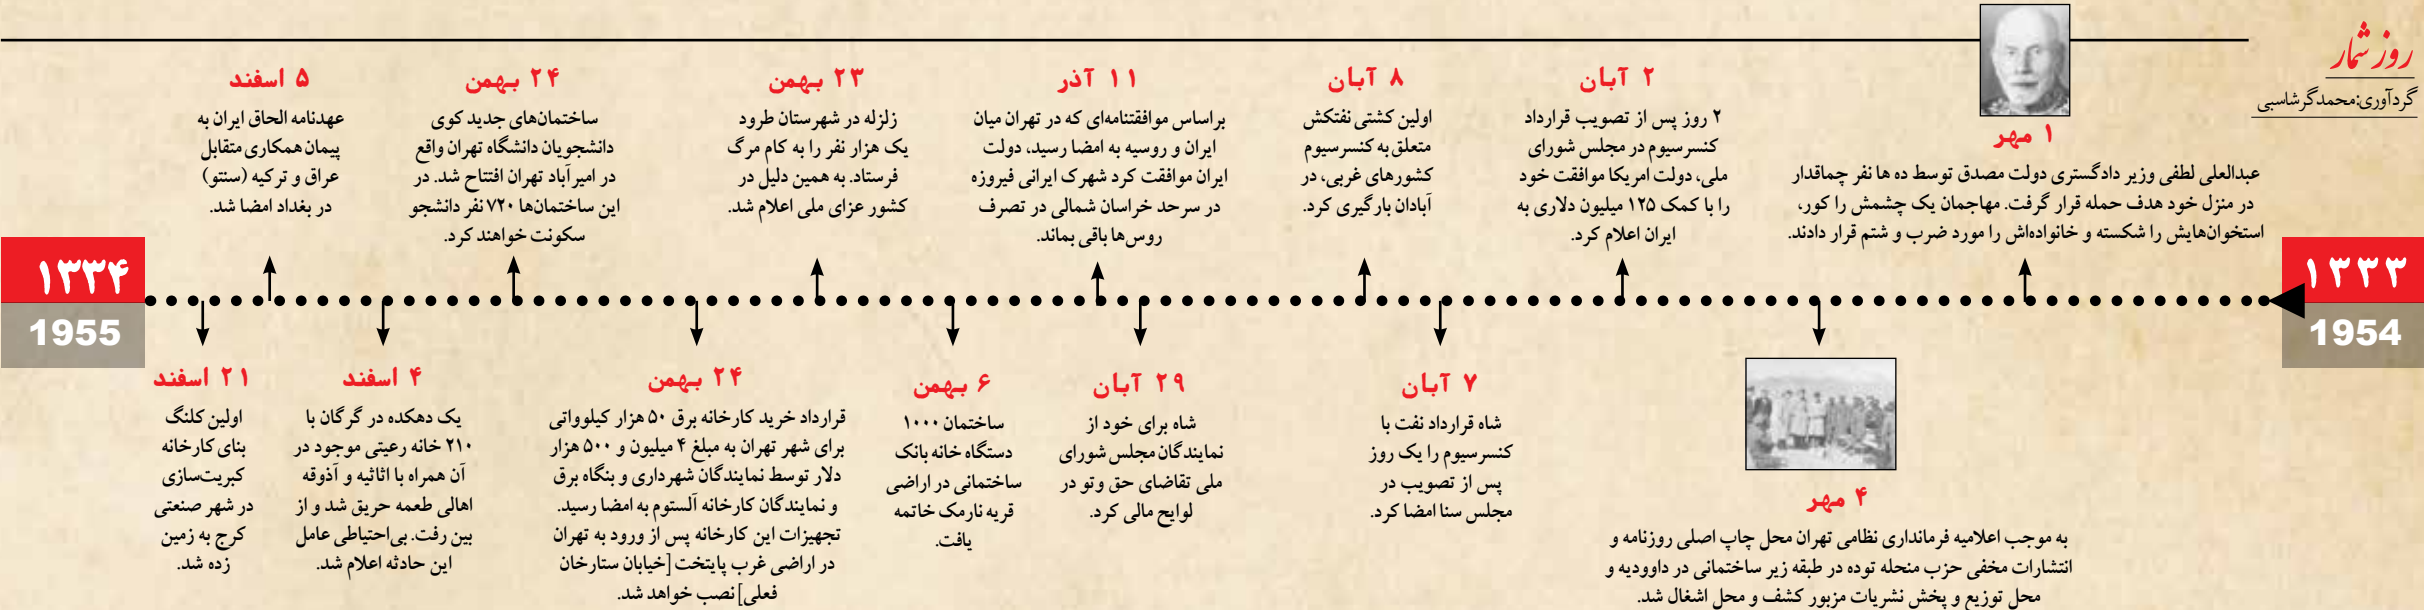 روز شمار
گردآوری:محمدگرشاسبی
۱۳۳۳
1954
۱ مهر
عبدالعلی لطفی وزیر دادگستری دولت مصدق توسط ده ها نفر چماقدار
در منزل خود هدف حمله قرار گرفت. مهاجمان یک چشمش را کور،
استخوان‌هایش را شکسته و خانواده‌اش را مورد ضرب و شتم قرار دادند.
۴ مهر
به موجب اعلامیه فرمانداری نظامی تهران محل چاپ اصلی روزنامه و
انتشارات مخفی حزب منحله توده در طبقه زیر ساختمانی در داوودیه و
محل توزیع و پخش نشریات مزبور کشف و محل اشغال شد.
۲ آبان
۲ روز پس از تصویب قرارداد
کنسرسیوم در مجلس شورای
ملی، دولت امریکا موافقت خود
را با کمک ۱۲۵ میلیون دلاری به
ایران اعلام کرد.
۷ آبان
شاه قرارداد نفت با
کنسرسیوم را یک روز
پس از تصویب در
مجلس سنا امضا کرد.
۸ آبان
اولین کشتی نفتکش
متعلق به کنسرسیوم
کشورهای غربی، در
آبادان بارگیری کرد.
۲۹ آبان
شاه برای خود از
نمایندگان مجلس شورای
ملی تقاضای حق وتو در
لوایح مالی کرد.
۱۱ آذر
براساس موافقتنامه‌ای که در تهران میان
ایران و روسیه به امضا رسید، دولت
ایران موافقت کرد شهرک ایرانی فیروزه
در سرحد خراسان شمالی در تصرف
روس‌ها باقی بماند.
۶ بهمن
ساختمان ۱۰۰۰
دستگاه خانه بانک
ساختمانی در اراضی
قریه نارمک خاتمه
یافت.
۲۳ بهمن
زلزله در شهرستان طرود
یک هزار نفر را به کام مرگ
فرستاد. به همین دلیل در
کشور عزای ملی اعلام شد.
۲۴ بهمن
قرارداد خرید کارخانه برق ۵۰ هزار کیلوواتی
برای شهر تهران به مبلغ ۴ میلیون و ۵۰۰ هزار
دلار توسط نمایندگان شهرداری و بنگاه برق
و نمایندگان کارخانه آلستوم به امضا رسید.
تجهیزات این کارخانه پس از ورود به تهران
در اراضی غرب پایتخت [خیابان ستارخان
فعلی] نصب خواهد شد.
۲۴ بهمن
ساختمان‌های جدید کوی
دانشجویان دانشگاه تهران واقع
در امیرآباد تهران افتتاح شد. در
این ساختمان‌ها ۷۲۰ نفر دانشجو
سکونت خواهند کرد.
۴ اسفند
یک دهکده در گرگان با
۲۱۰ خانه رعیتی موجود در
آن همراه با اثاثیه و آذوقه
اهالی طعمه حریق شد و از
بین رفت. بی‌احتیاطی عامل
این حادثه اعلام شد.
۵ اسفند
عهدنامه الحاق ایران به
پیمان همکاری متقابل
عراق و ترکیه (سنتو)
در بغداد امضا شد.
۲۱ اسفند
اولین کلنگ
بنای کارخانه
کبریت‌سازی
در شهر صنعتی
کرج به زمین
زده شد.
۱۳۳۴
1955